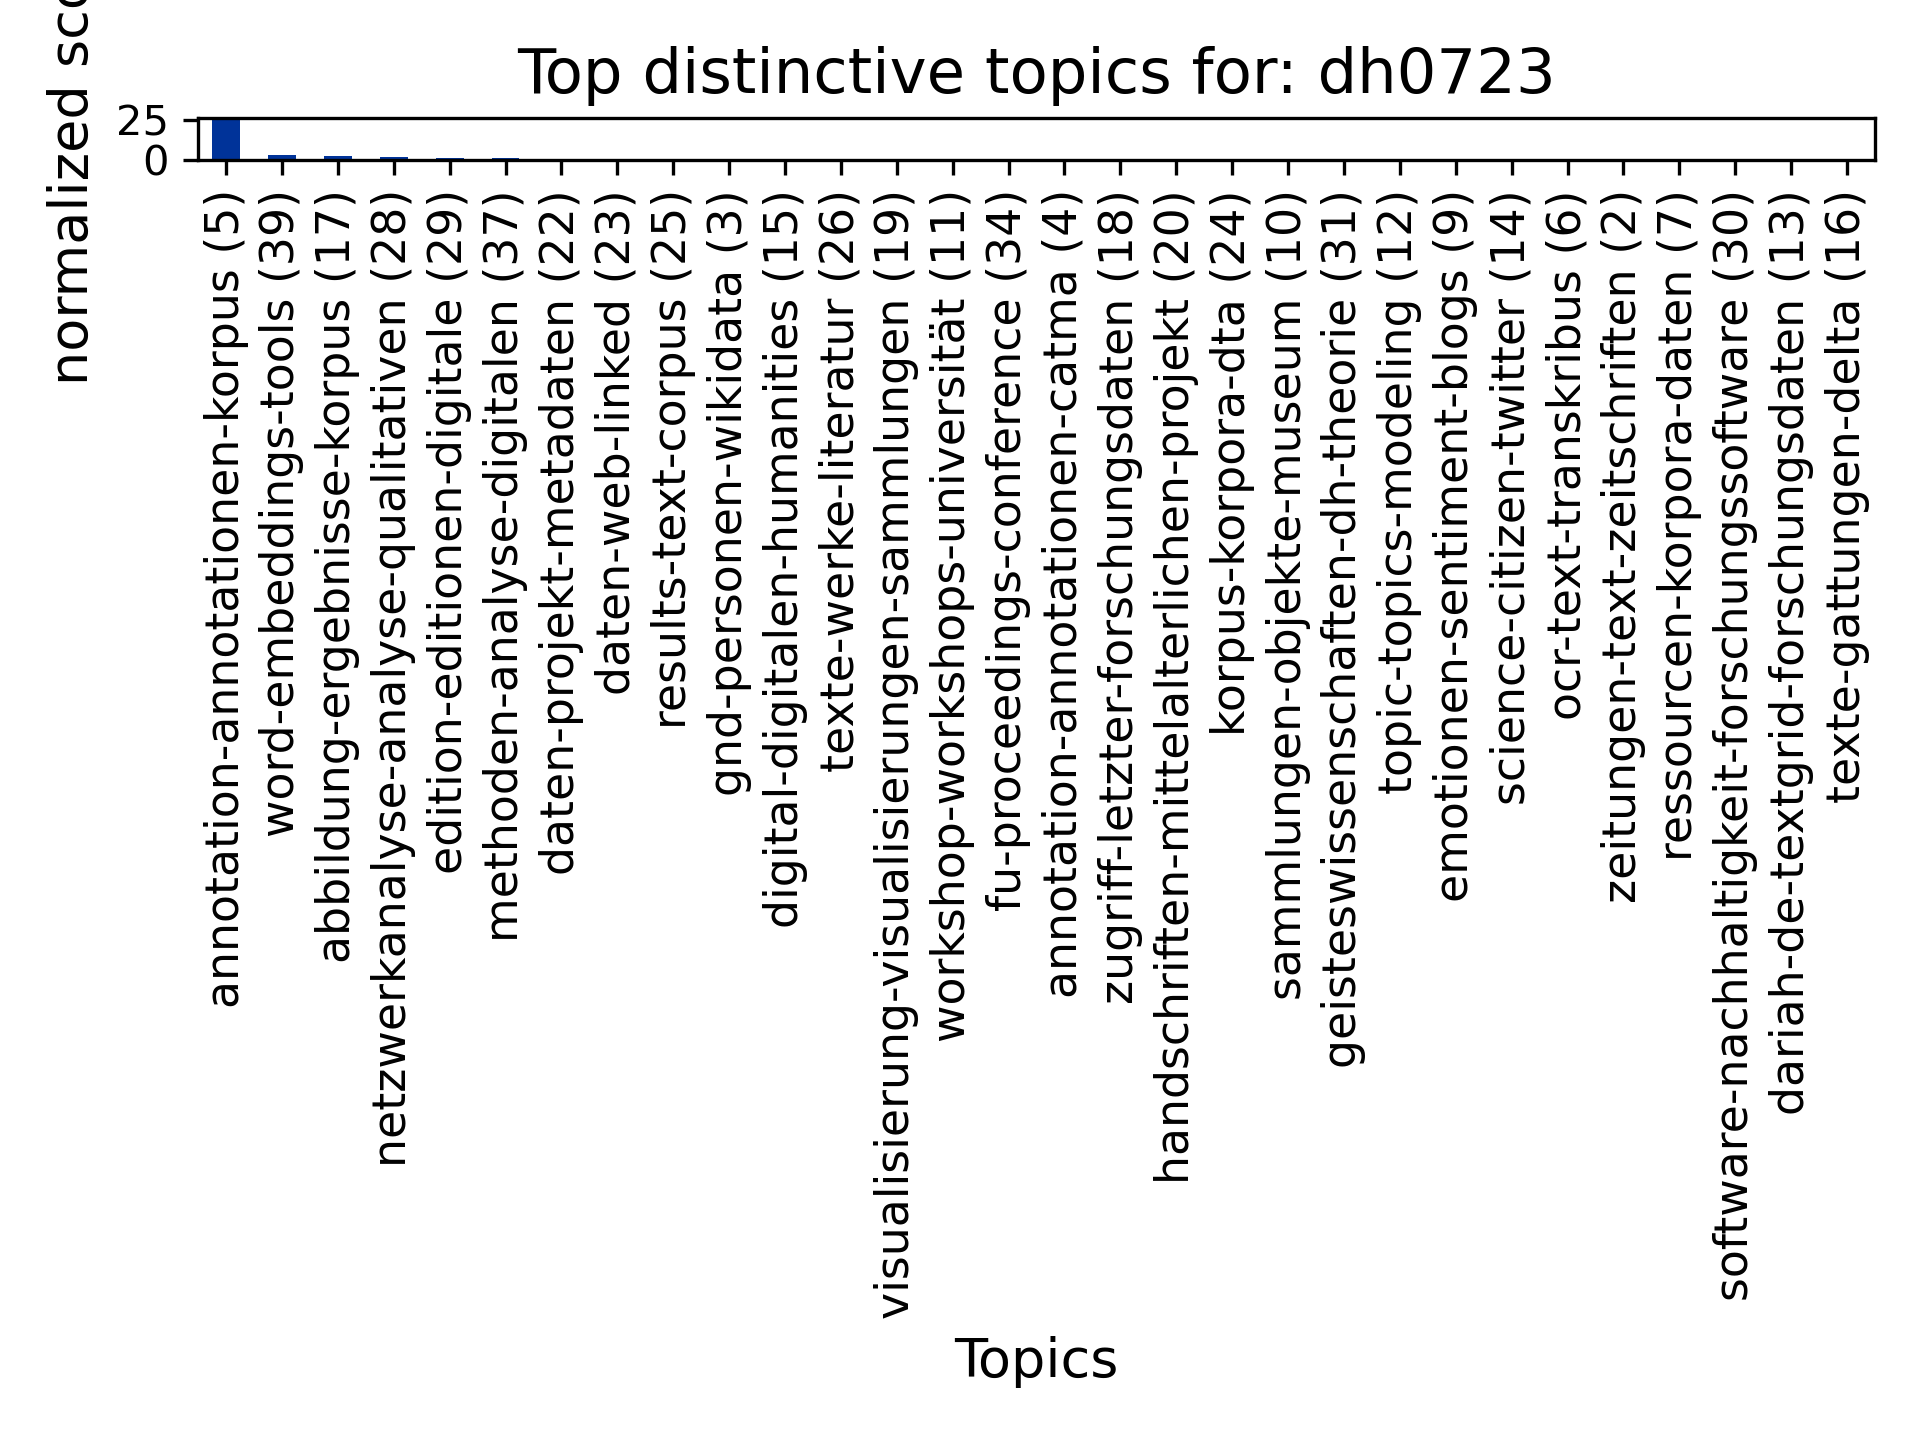 Top distinctive topics for: dh0723
normalized
25
0
annotation-annotationen-korpus (5)
word-embeddings-tools (39)
abbildung-ergebnisse-korpus (17)
netzwerkanalyse-analyse-qualitativen (28)
edition-editionen-digitale (29)
methoden-analyse-digitalen (37)
daten-projekt-metadaten (22)
daten-web-linked (23)
results-text-corpus (25)
gnd-personen-wikidata (3)
digital-digitalen-humanities (15)
texte-werke-literatur (26)
visualisierung-visualisierungen-sammlungen (19)
workshop-workshops-universität (11)
fu-proceedings-conference (34)
annotation-annotationen-catma (4)
zugriff-letzter-forschungsdaten (18)
handschriften-mittelalterlichen-projekt (20)
korpus-korpora-dta (24)
sammlungen-objekte-museum (10)
geisteswissenschaften-dh-theorie (31)
topic-topics-modeling (12)
emotionen-sentiment-blogs (9)
science-citizen-twitter (14)
ocr-text-transkribus (6)
zeitungen-text-zeitschriften (2)
ressourcen-korpora-daten (7)
software-nachhaltigkeit-forschungssoftware (30)
dariah-de-textgrid-forschungsdaten (13)
texte-gattungen-delta (16)
Topics